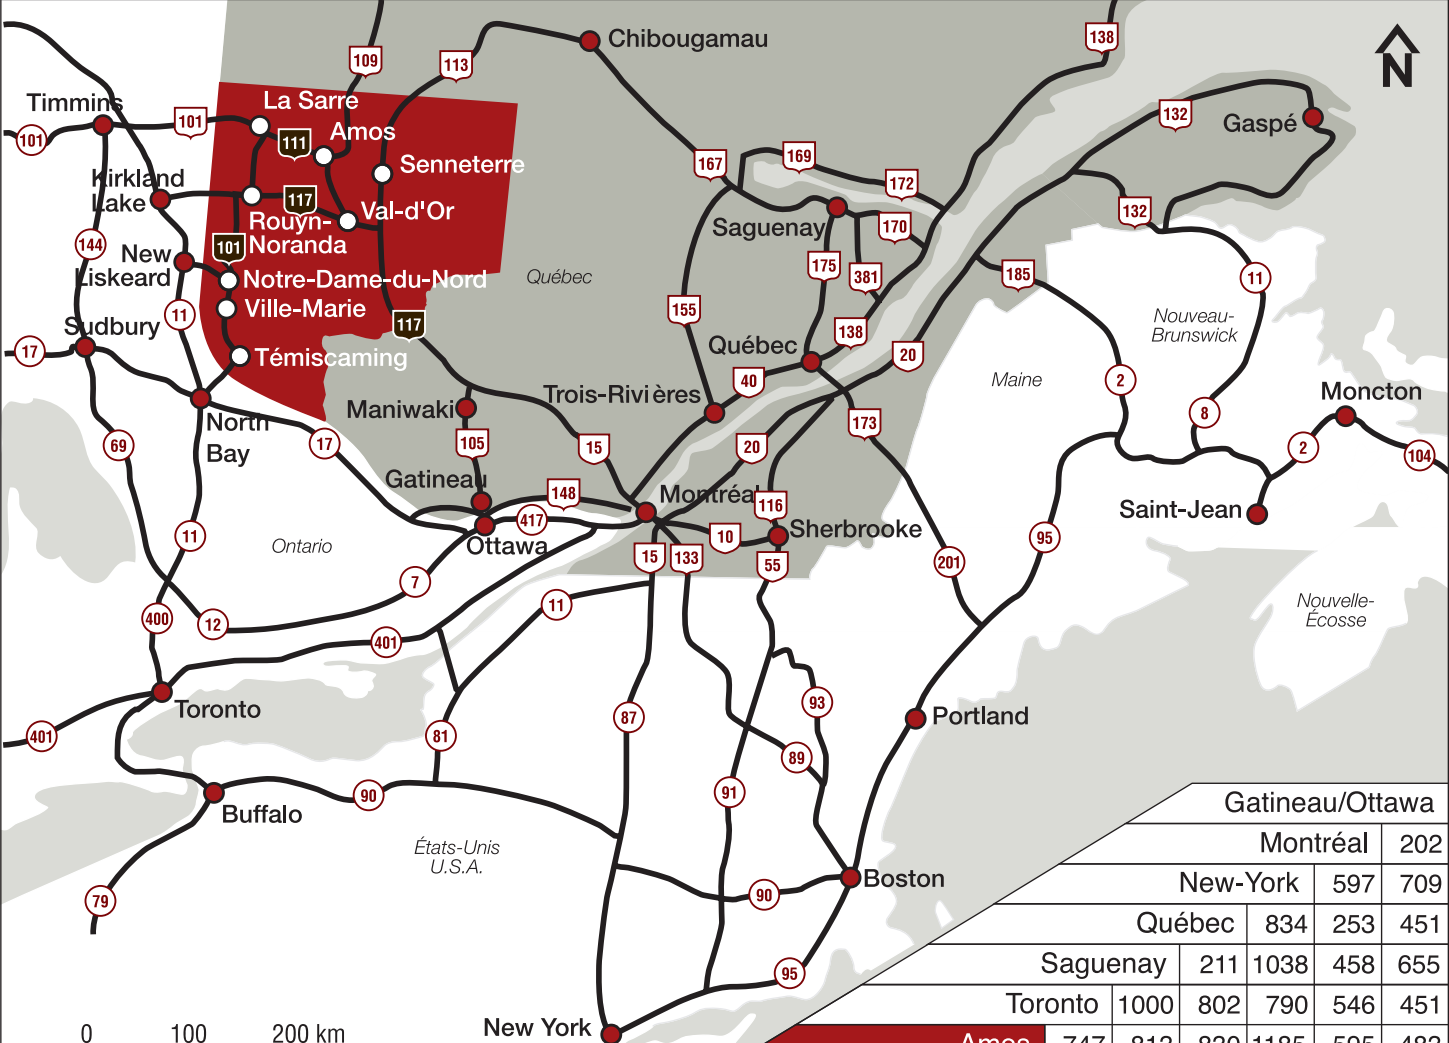 138
Chibougamau
109
113
N
Timmins
La Sarre
132
Gaspé
101
101
111
Amos
167
169
172
Senneterre
Kirkland
Lake
117
Val-d'Or
Rouyn-
Noranda
Saguenay
170
132
144
New
Liskeard
101
Notre-Dame-du-Nord
Québec
175
381
185
11
Ville-Marie
11
155
Sudbury
117
138
Nouveau-
Brunswick
17
Témiscaming
Québec
20
Maine
2
Trois-Rivières
40
Moncton
Maniwaki
North
Bay
173
8
69
17
105
15
20
2
104
Gatineau
148
Montréal
116
Saint-Jean
417
Ottawa
10
Sherbrooke
11
Ontario
95
15
133
55
201
7
11
400
12
Nouvelle-
Écosse
401
Toronto
93
87
Portland
401
81
89
90
91
Buffalo
États-Unis
U.S.A.
Boston
79
90
95
New York
0 100 200 km
Gatineau/Ottawa
Montréal 202
New-York 597 709
Québec 834 253 451
Saguenay 211 1038 458 655
Toronto 1000 802 790 546 451
Amos 747 812 830 1185 595 482